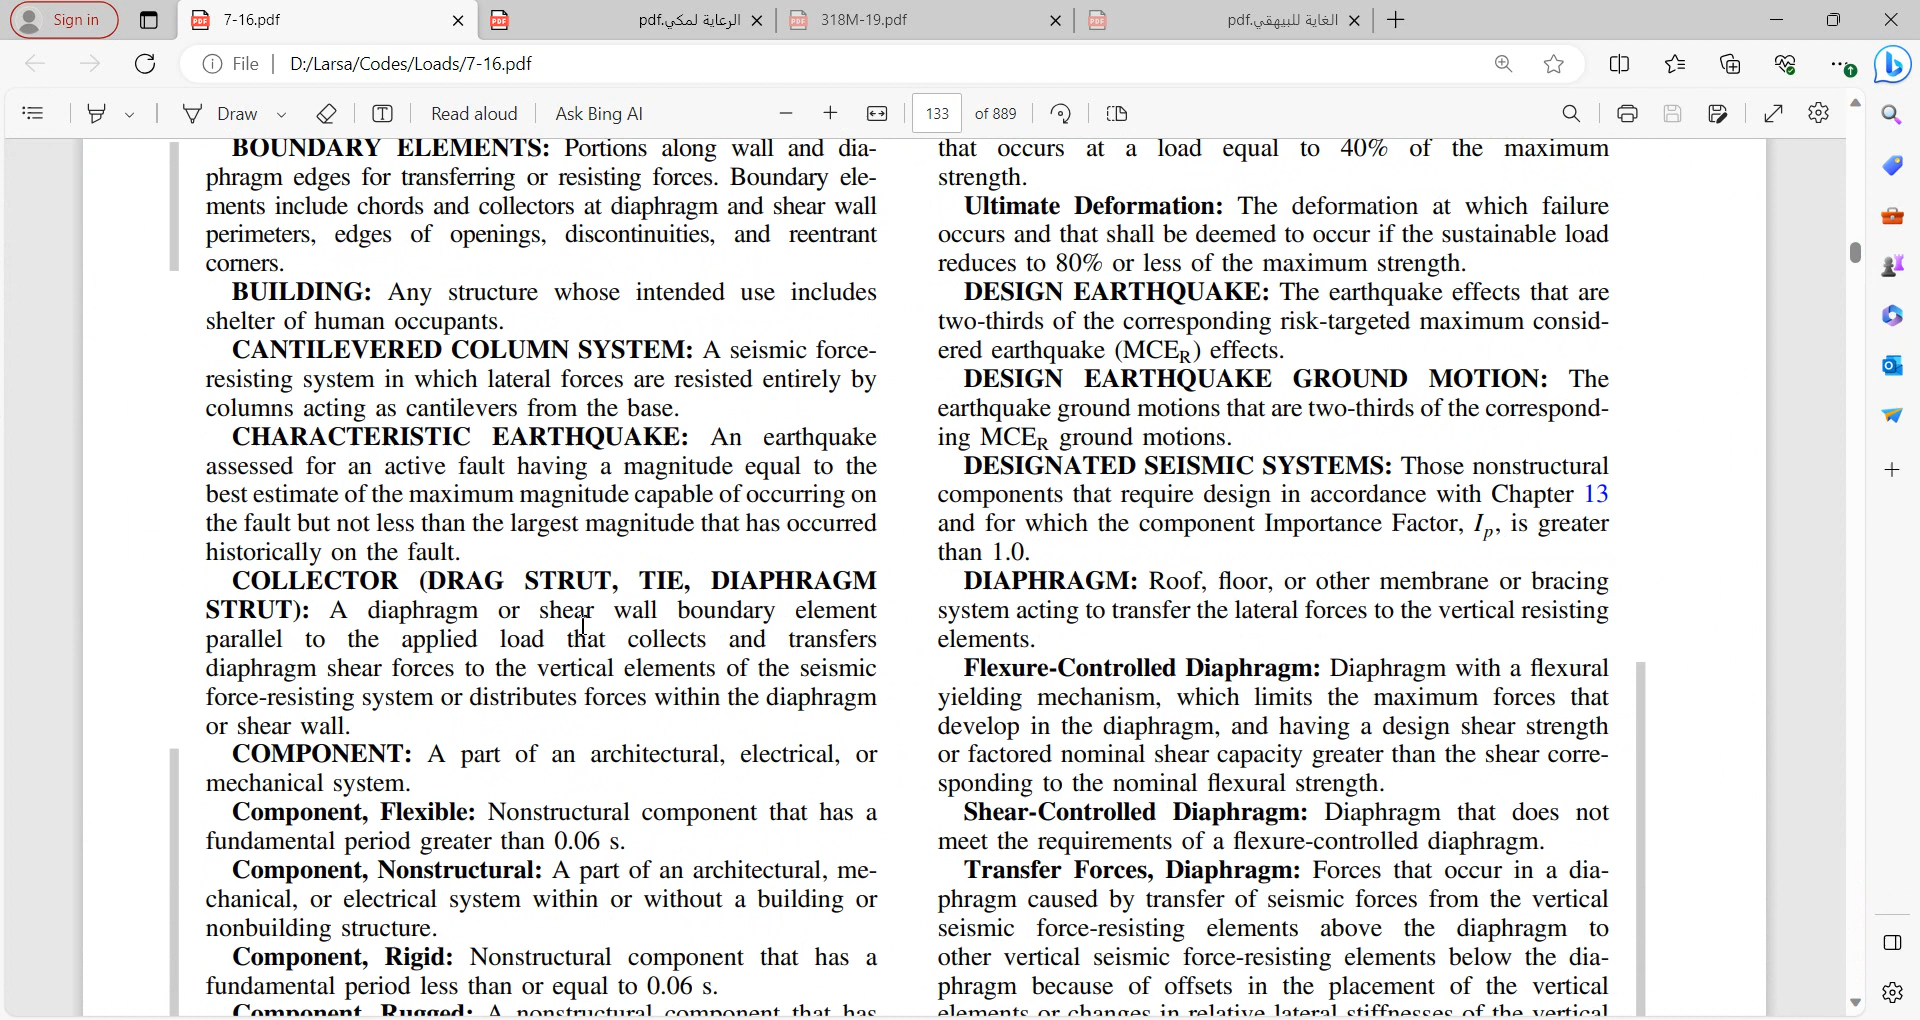 Sign in
7-16.pdf
الرعاية لمكي.pdf
318M-19.pdf
الغاية للبيهقي.pdf
File
D:/Larsa/Codes/Loads/7-16.pdf
Draw
Read aloud
Ask Bing AI
133 of 889
BOUNDARY ELEMENTS: Portions along wall and dia-
phragm edges for transferring or resisting forces. Boundary ele-
ments include chords and collectors at diaphragm and shear wall
perimeters, edges of openings, discontinuities, and reentrant
corners.
BUILDING: Any structure whose intended use includes
shelter of human occupants.
CANTILEVERED COLUMN SYSTEM: A seismic force-
resisting system in which lateral forces are resisted entirely by
columns acting as cantilevers from the base.
CHARACTERISTIC EARTHQUAKE: An earthquake
assessed for an active fault having a magnitude equal to the
best estimate of the maximum magnitude capable of occurring on
the fault but not less than the largest magnitude that has occurred
historically on the fault.
COLLECTOR (DRAG STRUT, TIE, DIAPHRAGM
STRUT): A diaphragm or shear wall boundary element
parallel to the applied load that collects and transfers
diaphragm shear forces to the vertical elements of the seismic
force-resisting system or distributes forces within the diaphragm
or shear wall.
COMPONENT: A part of an architectural, electrical, or
mechanical system.
Component, Flexible: Nonstructural component that has a
fundamental period greater than 0.06 s.
Component, Nonstructural: A part of an architectural, me-
chanical, or electrical system within or without a building or
nonbuilding structure.
Component, Rigid: Nonstructural component that has a
fundamental period less than or equal to 0.06 s.
Component, Rugged: A nonstructural component that has
that occurs at a load equal to 40% of the maximum
strength.
Ultimate Deformation: The deformation at which failure
occurs and that shall be deemed to occur if the sustainable load
reduces to 80% or less of the maximum strength.
DESIGN EARTHQUAKE: The earthquake effects that are
two-thirds of the corresponding risk-targeted maximum consid-
ered earthquake (MCER) effects.
DESIGN EARTHQUAKE GROUND MOTION: The
earthquake ground motions that are two-thirds of the correspond-
ing MCER ground motions.
DESIGNATED SEISMIC SYSTEMS: Those nonstructural
components that require design in accordance with Chapter 13
and for which the component Importance Factor, Ip, is greater
than 1.0.
DIAPHRAGM: Roof, floor, or other membrane or bracing
system acting to transfer the lateral forces to the vertical resisting
elements.
Flexure-Controlled Diaphragm: Diaphragm with a flexural
yielding mechanism, which limits the maximum forces that
develop in the diaphragm, and having a design shear strength
or factored nominal shear capacity greater than the shear corre-
sponding to the nominal flexural strength.
Shear-Controlled Diaphragm: Diaphragm that does not
meet the requirements of a flexure-controlled diaphragm.
Transfer Forces, Diaphragm: Forces that occur in a dia-
phragm caused by transfer of seismic forces from the vertical
seismic force-resisting elements above the diaphragm to
other vertical seismic force-resisting elements below the dia-
phragm because of offsets in the placement of the vertical
elements or changes in relative lateral stiffnesses of the vertical